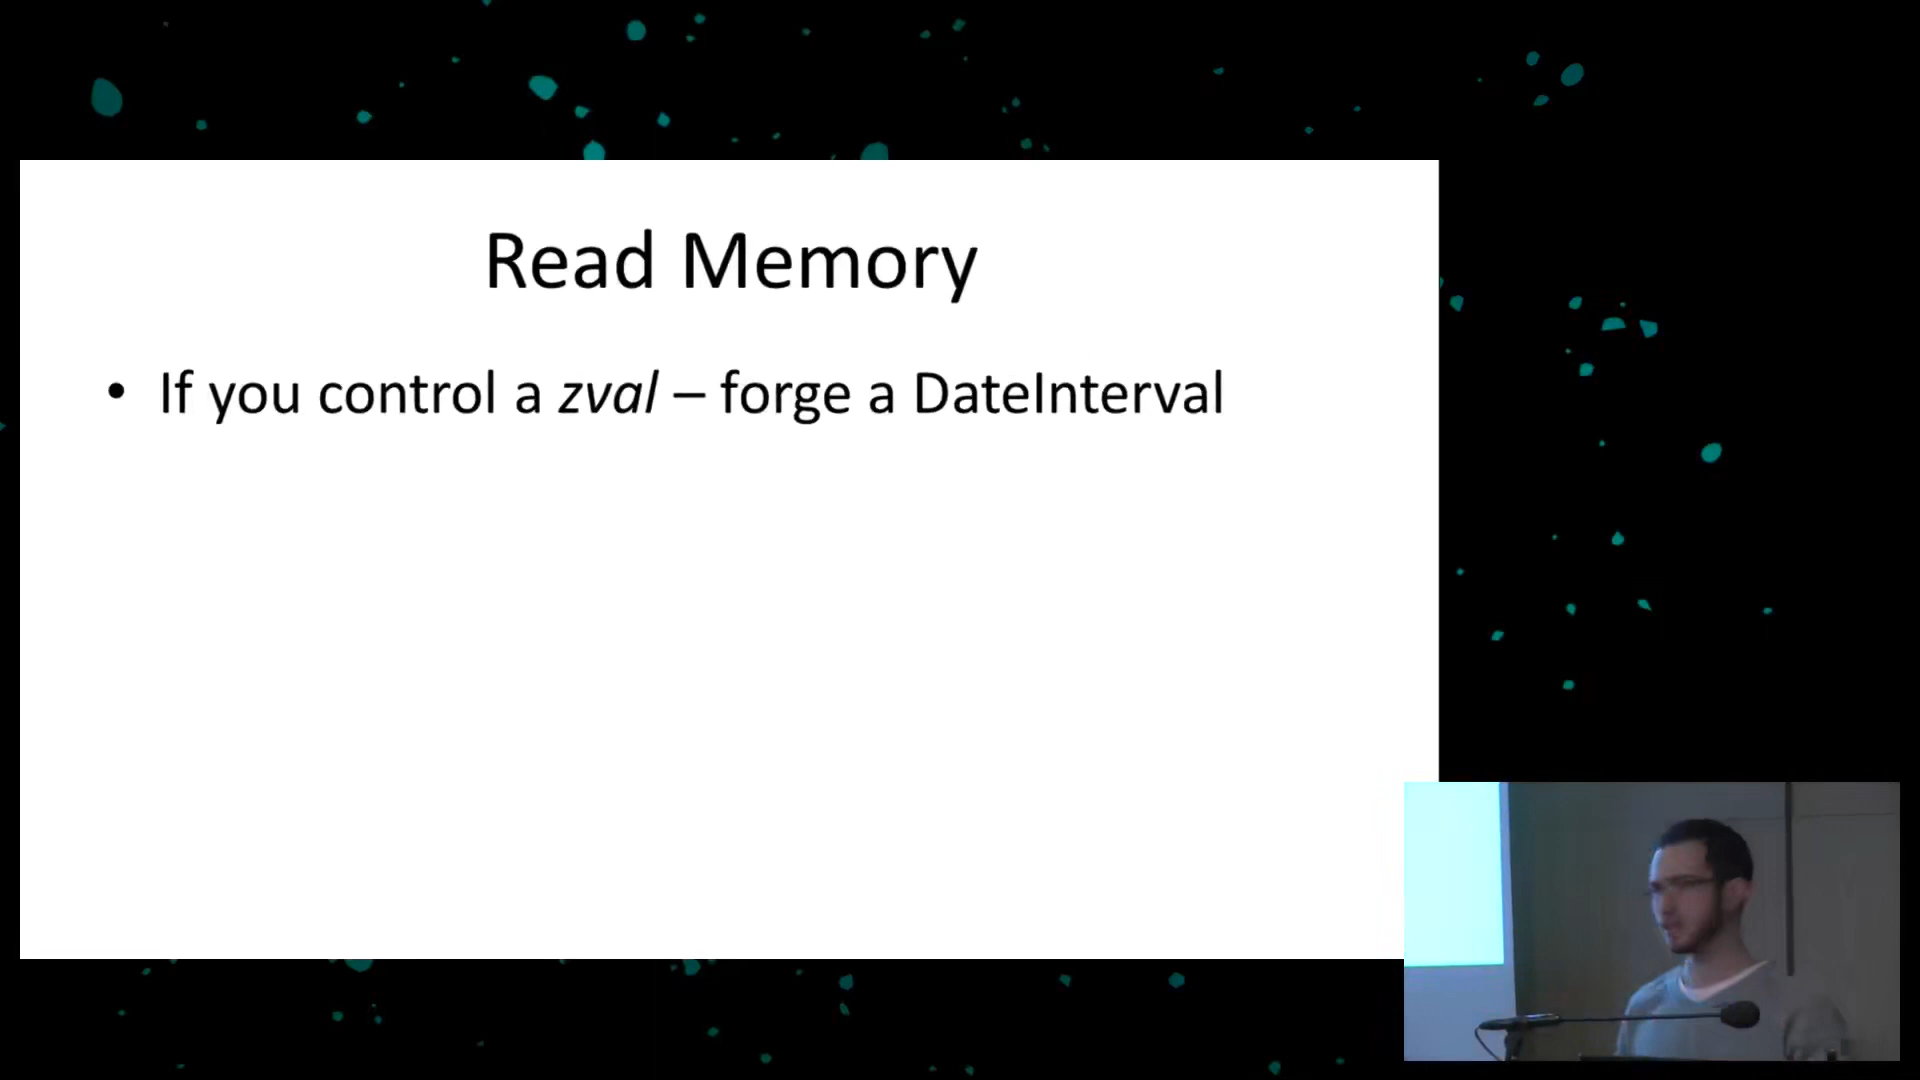 Read Memory
• If you control a zval – forge a DateInterval